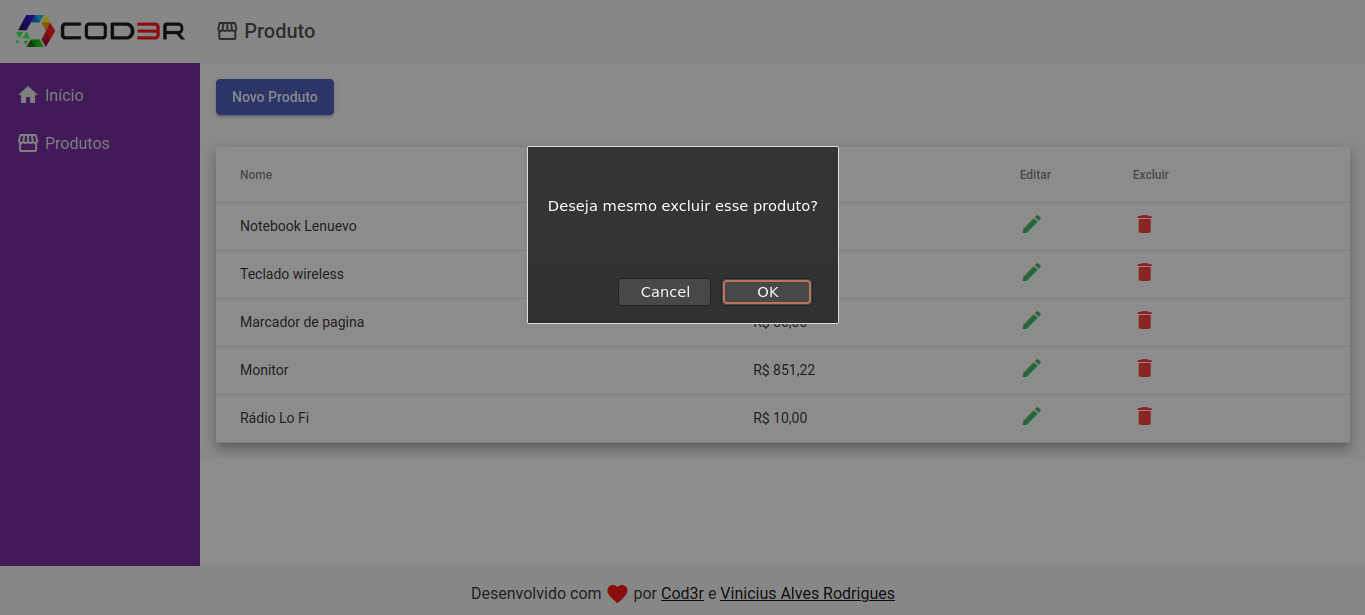 COD3R
Produto
Início
Produtos
Novo Produto
Nome
Editar
Excluir
Deseja mesmo excluir esse produto?
Cancel
OK
Notebook Lenuevo
Teclado wireless
Marcador de pagina
Monitor
R$ 851,22
Rádio Lo Fi
R$ 10,00
Desenvolvido com ❤ por Cod3r e Vinicius Alves Rodrigues